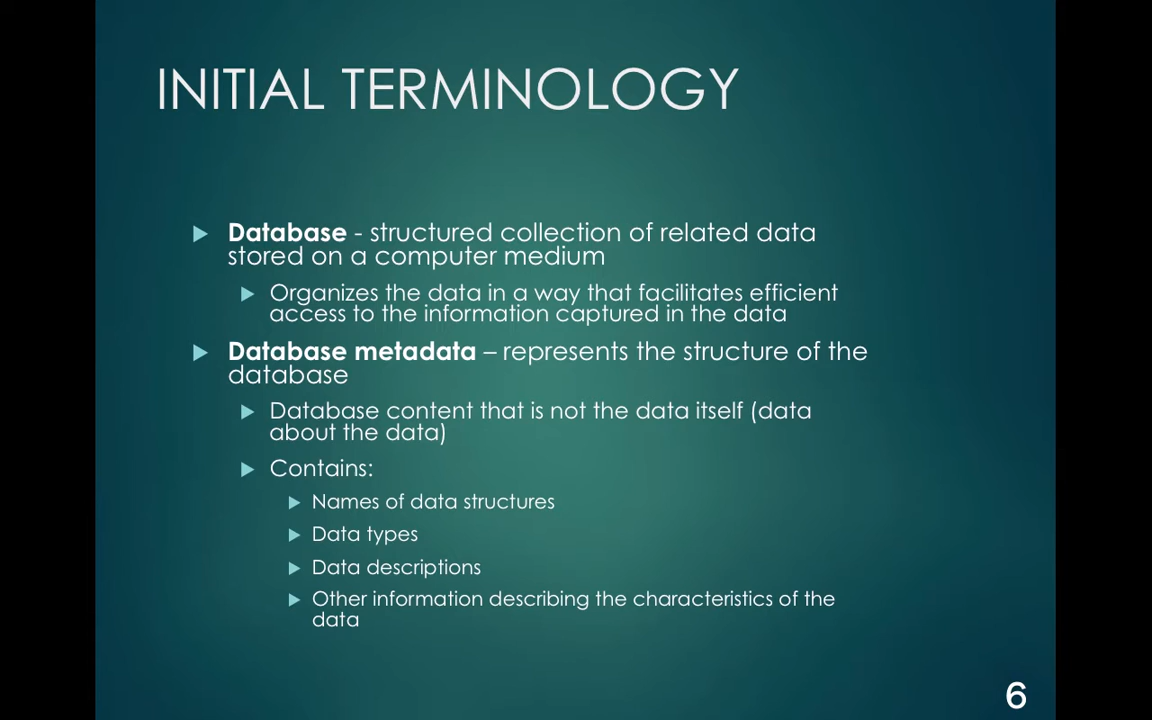 INITIAL TERMINOLOGY
Database - structured collection of related data
stored on a computer medium
Organizes the data in a way that facilitates efficient
access to the information captured in the data
Database metadata – represents the structure of the
database
Database content that is not the data itself (data
about the data)
Contains:
Names of data structures
Data types
Data descriptions
Other information describing the characteristics of the
data
6